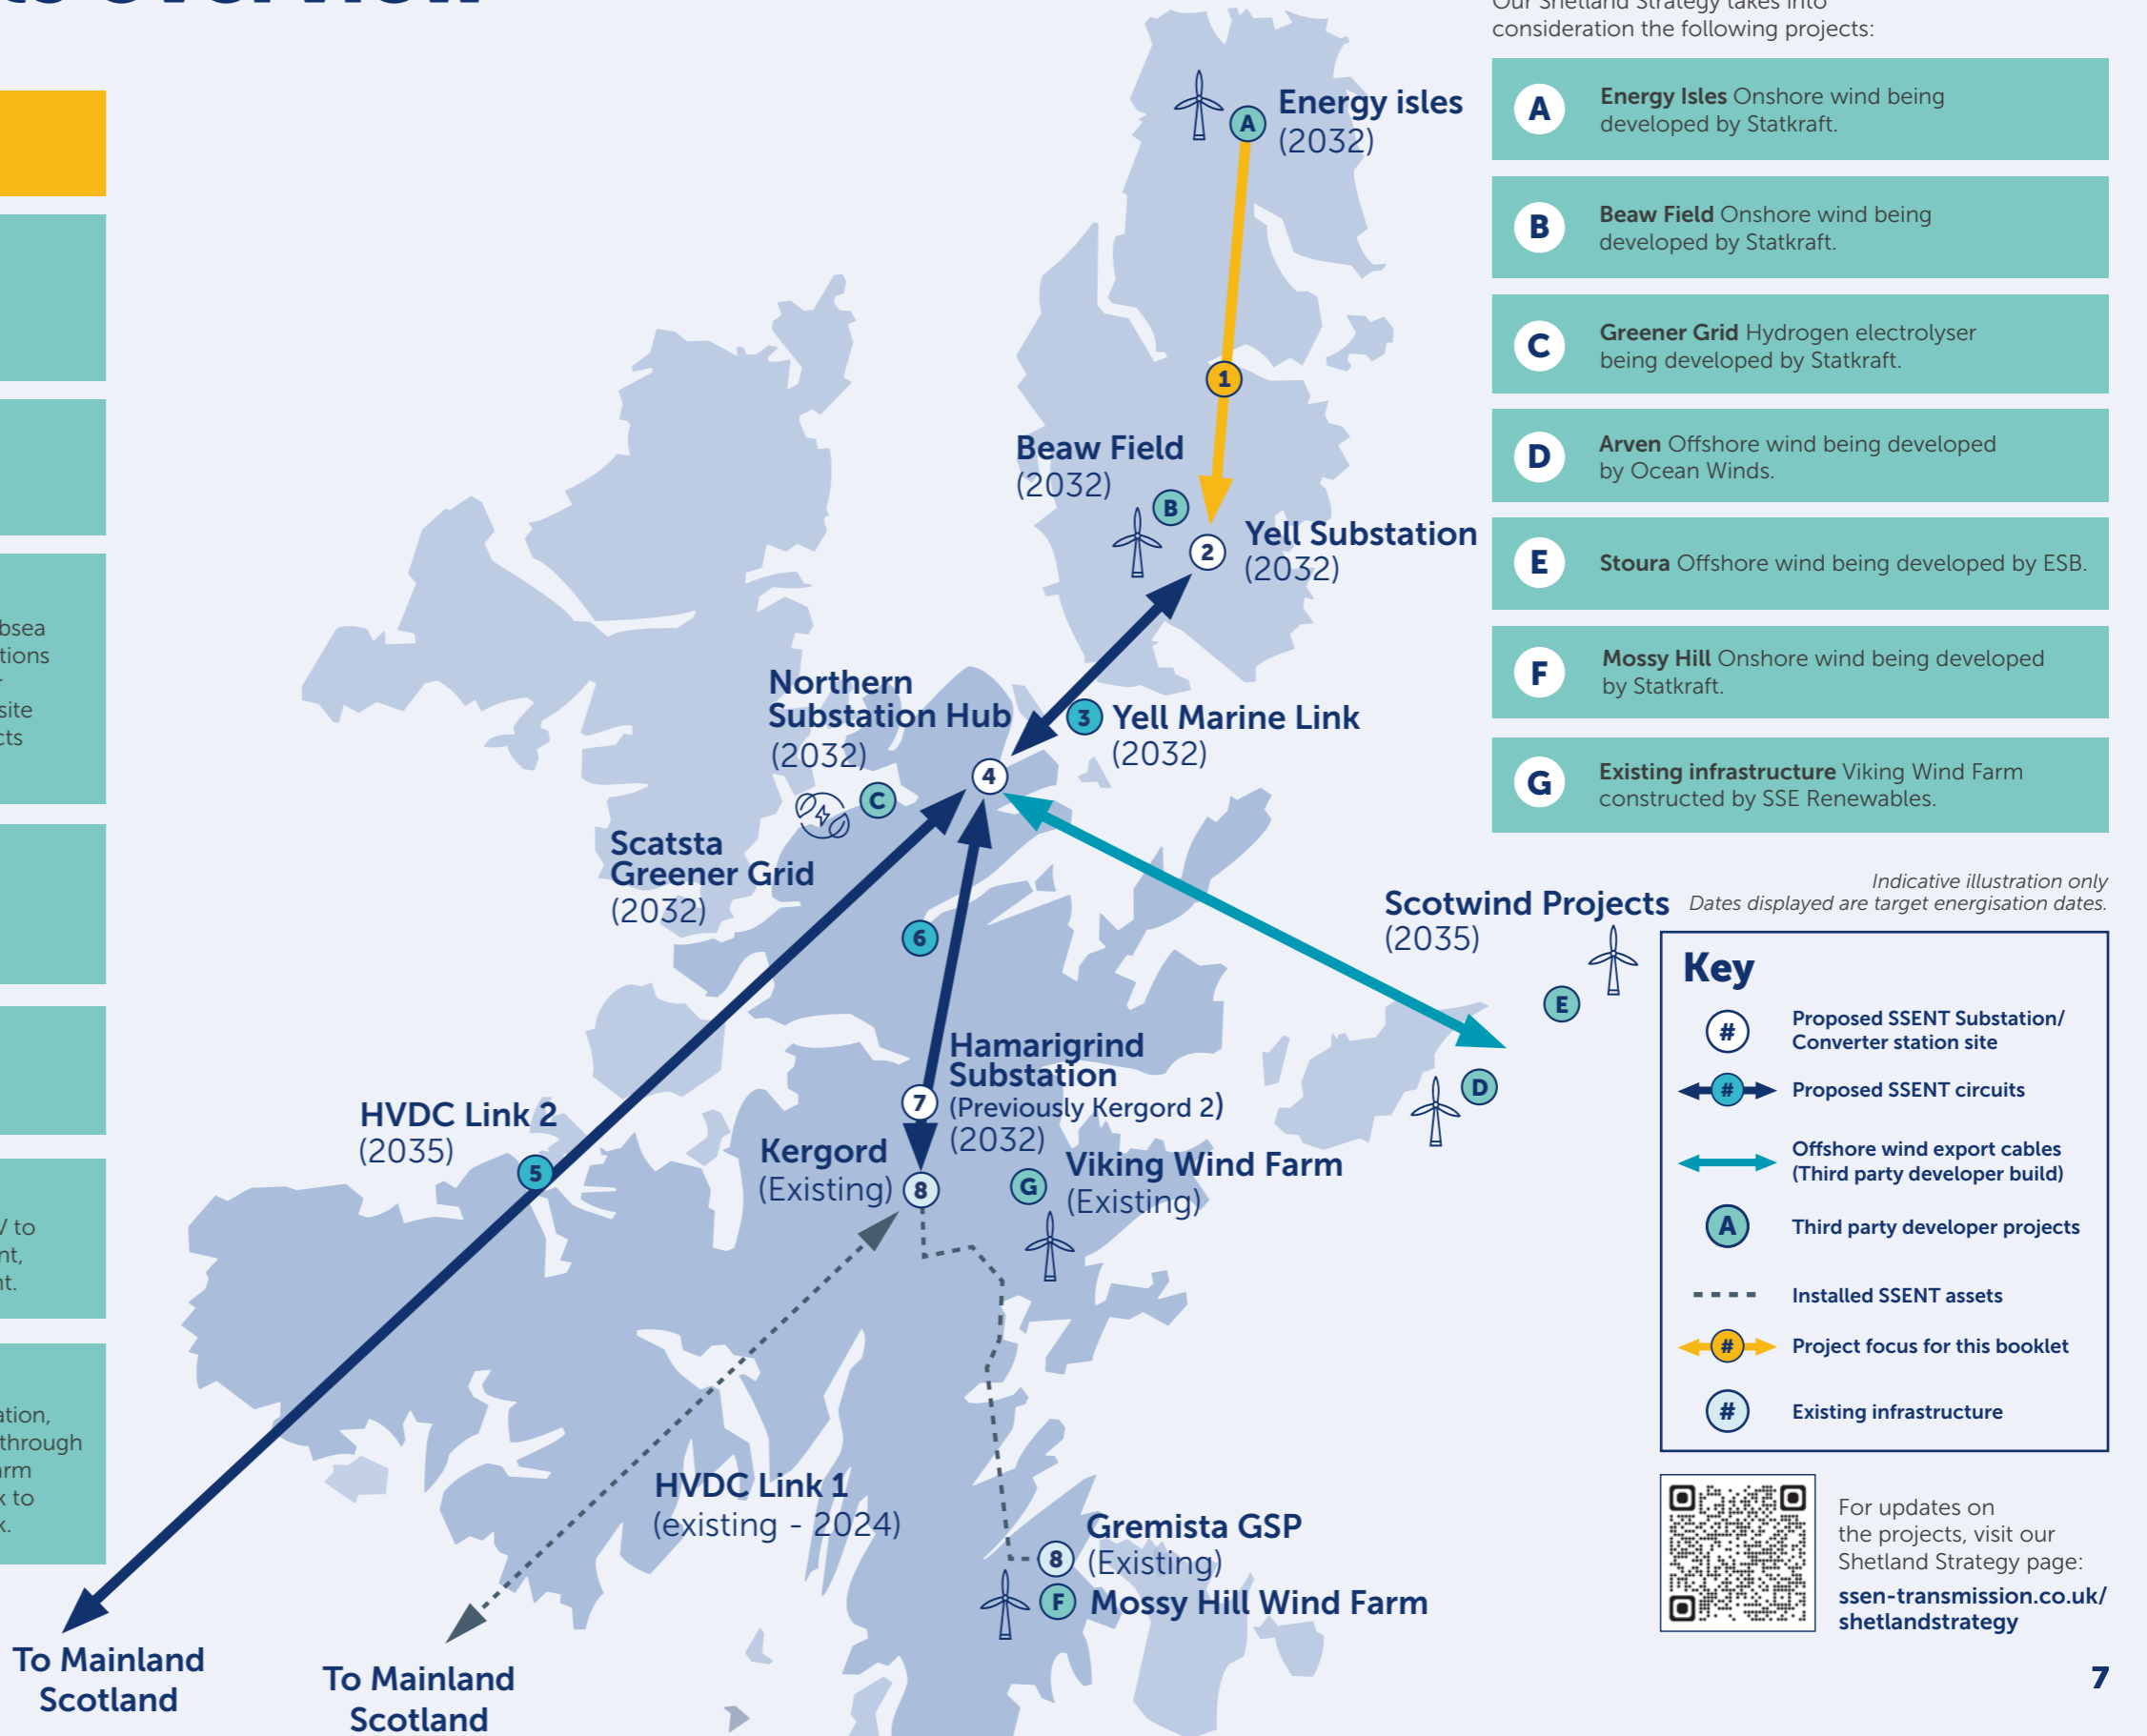 Our Shetland Strategy takes into
consideration the following projects:
A
Energy Isles Onshore wind being
developed by Statkraft.
B
Beaw Field Onshore wind being
developed by Statkraft.
C
Greener Grid Hydrogen electrolyser
being developed by Statkraft.
D
Arven Offshore wind being developed
by Ocean Winds.
E
Stoura Offshore wind being developed by ESB.
F
Mossy Hill Onshore wind being developed
by Statkraft.
G
Existing infrastructure Viking Wind Farm
constructed by SSE Renewables.
Indicative illustration only
Dates displayed are target energisation dates.
A
Energy isles
(2032)
1
Beaw Field
(2032)
B
2
Yell Substation
(2032)
Northern
Substation Hub
(2032)
3
Yell Marine Link
(2032)
4
C
Scatsta
Greener Grid
(2032)
6
Scotwind Projects
(2035)
E
D
Hamarigrind
Substation
(Previously Kergord 2)
(2032)
7
HVDC Link 2
(2035)
5
Kergord
(Existing)
8
G
Viking Wind Farm
(Existing)
HVDC Link 1
(existing - 2024)
Gremista GSP
8
(Existing)
F
Mossy Hill Wind Farm
To Mainland
Scotland
To Mainland
Scotland
site
V to
through
k to
Key
#
Proposed SSENT Substation/
Converter station site
#
Proposed SSENT circuits
Offshore wind export cables
(Third party developer build)
A
Third party developer projects
Installed SSENT assets
#
Project focus for this booklet
#
Existing infrastructure
For updates on
the projects, visit our
Shetland Strategy page:
ssen-transmission.co.uk/
shetlandstrategy
7